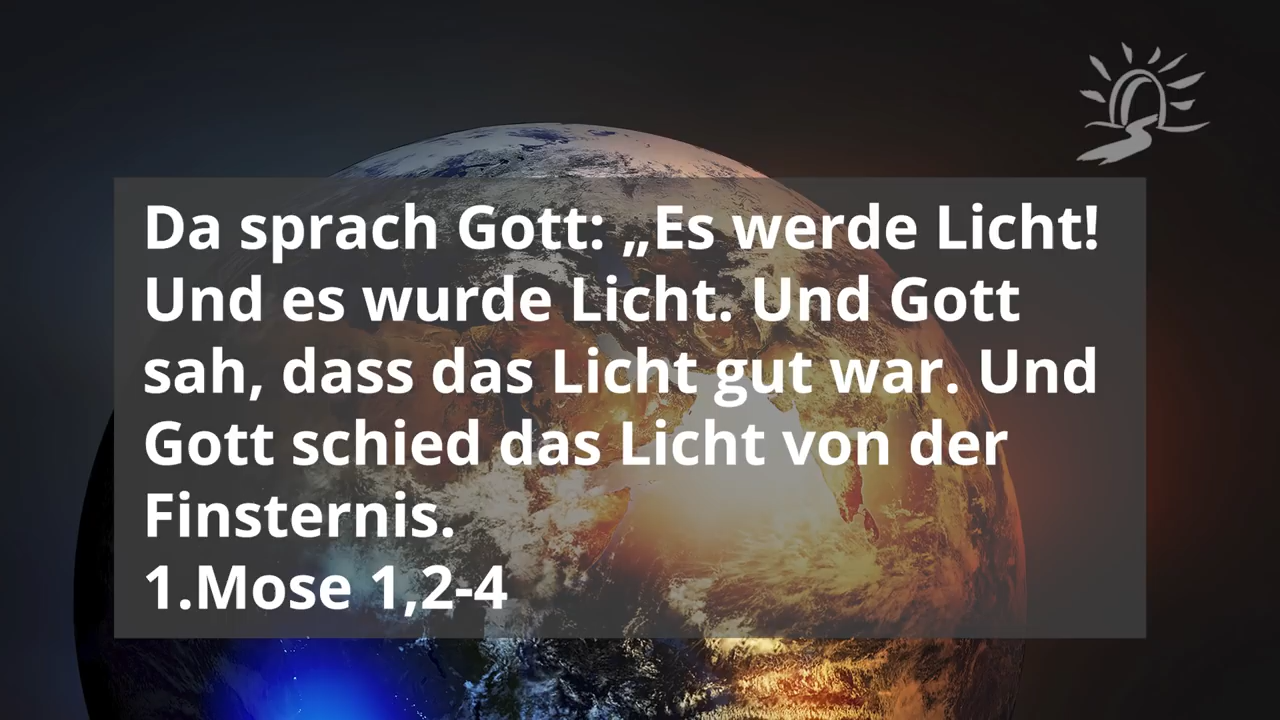 Da sprach Gott: „Es werde Licht!
Und es wurde Licht. Und Gott
sah, dass das Licht gut war. Und
Gott schied das Licht von der
Finsternis.
1.Mose 1,2-4